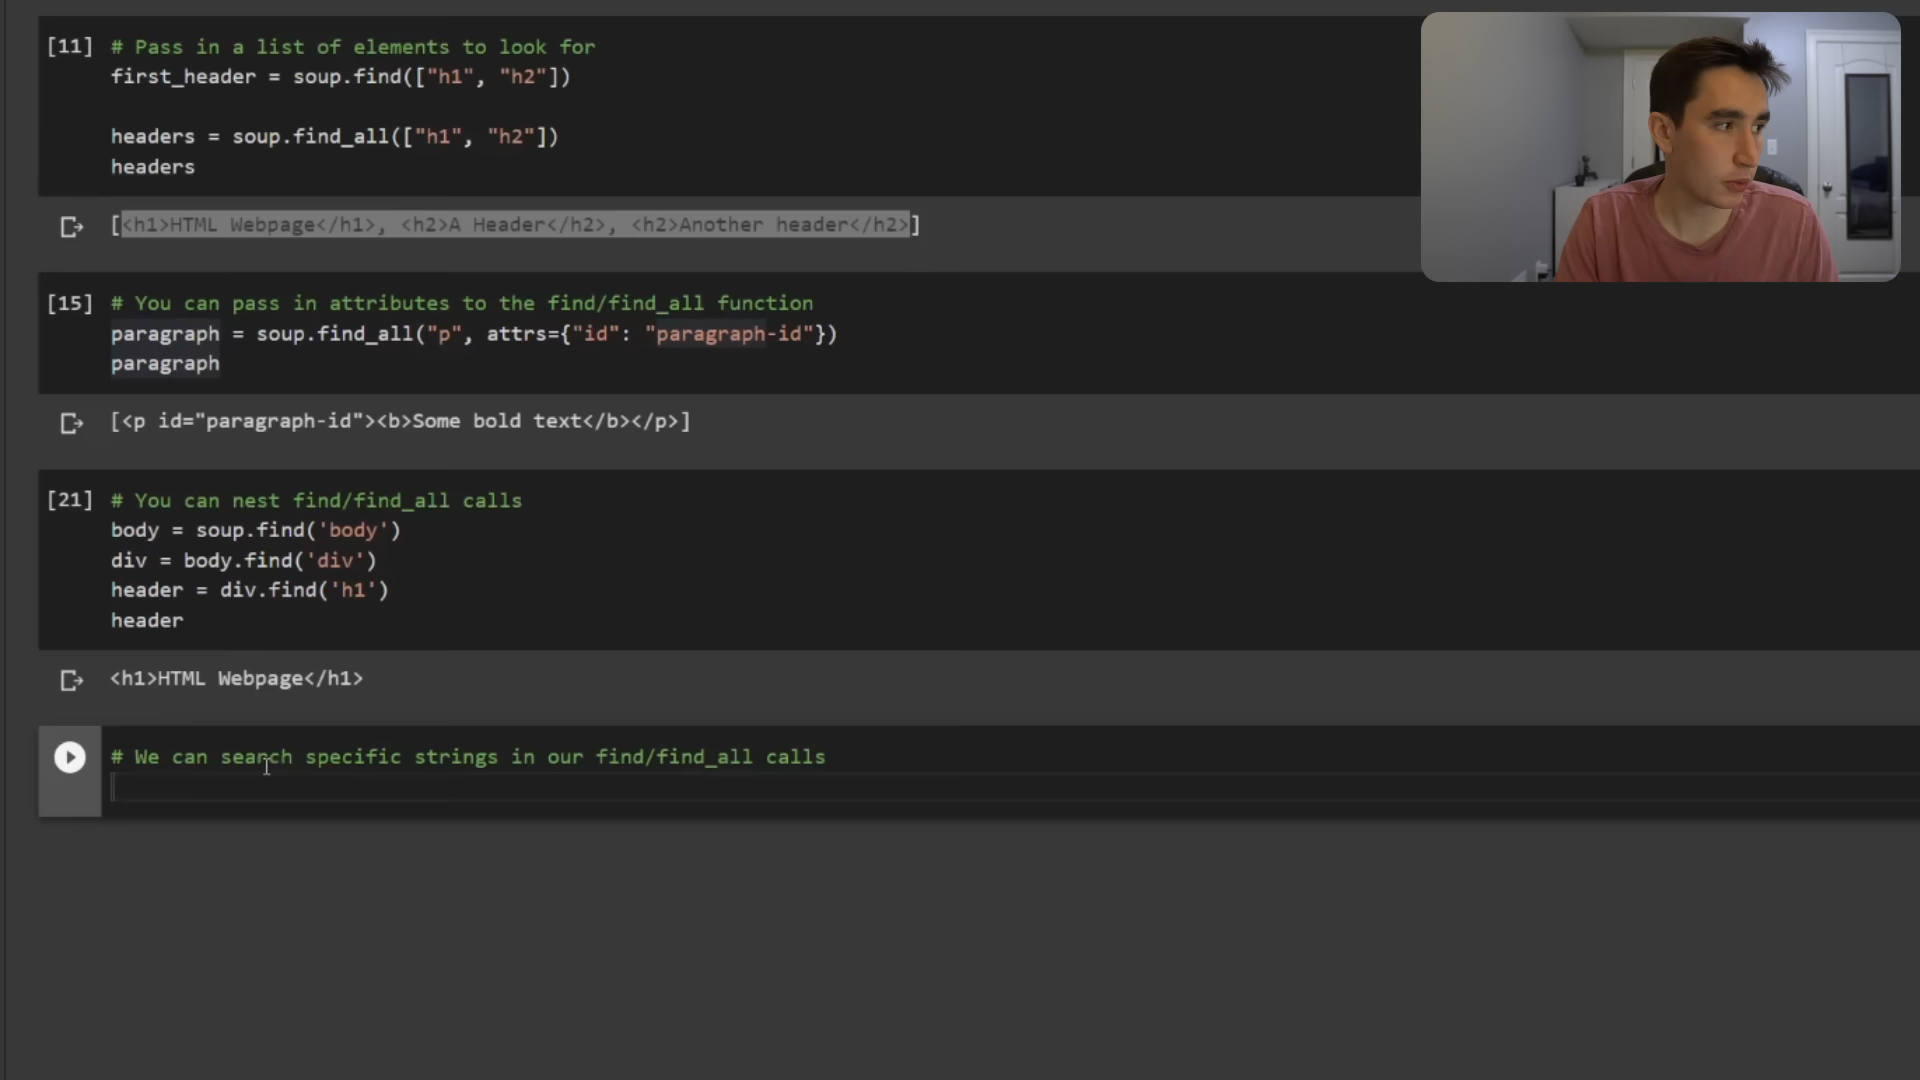 [11] # Pass in a list of elements to look for
first_header = soup.find(["h1", "h2"])
headers = soup.find_all(["h1", "h2"])
headers
[<h1>HTML Webpage</h1>, <h2>A Header</h2>, <h2>Another header</h2>]
[15] # You can pass in attributes to the find/find_all function
paragraph = soup.find_all("p", attrs={"id": "paragraph-id"})
paragraph
[<p id="paragraph-id"><b>Some bold text</b></p>]
[21] # You can nest find/find_all calls
body = soup.find('body')
div = body.find('div')
header = div.find('h1')
header
<h1>HTML Webpage</h1>
# We can search specific strings in our find/find_all calls